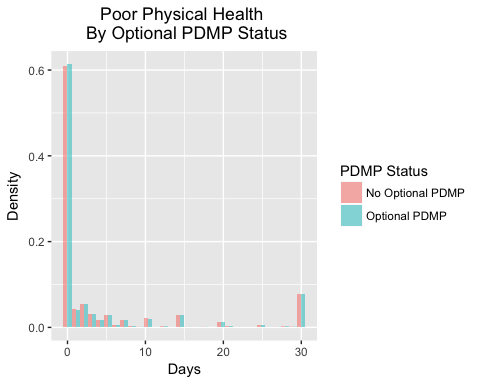 Poor Physical Health
By Optional PDMP Status
Density
0.6
0.4
0.2
0.0
0
10
20
30
Days
PDMP Status
No Optional PDMP
Optional PDMP